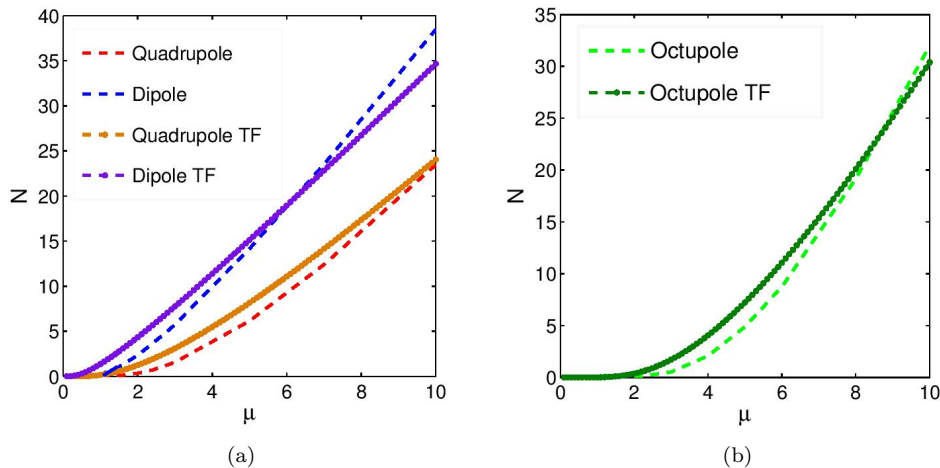 40
35
30
25
20
15
10
5
0
N
Quadrupole
Dipole
Quadrupole TF
Dipole TF
0 2 4 6 8 10
μ
(a)
35
30
25
20
15
10
5
0
N
Octupole
Octupole TF
0 2 4 6 8 10
μ
(b)